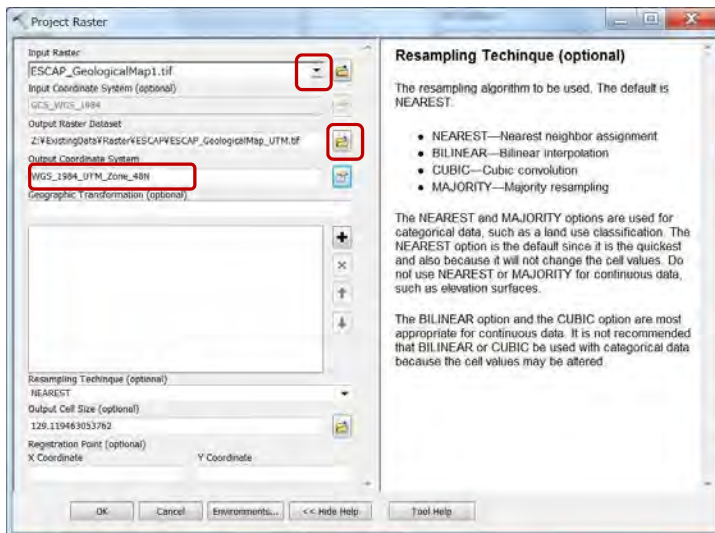 Project Raster
Input Raster
ESCAP_GeologicalMap1.tif
Input Coordinate System (optional)
GCS_WGS_1984
Output Raster Dataset
Z:¥ExistingData¥Raster¥ESCAP¥ESCAP_GeologicalMap_UTM.tif
Output Coordinate System
WGS_1984_UTM_Zone_48N
Geographic Transformation (optional)
Resampling Techinque (optional)
NEAREST
Output Cell Size (optional)
129.119463053762
Registration Point (optional)
X Coordinate Y Coordinate
OK Cancel Environments... << Hide Help Tool Help
Resampling Techinque (optional)
The resampling algorithm to be used. The default is
NEAREST.
• NEAREST—Nearest neighbor assignment
• BILINEAR—Bilinear interpolation
• CUBIC—Cubic convolution
• MAJORITY—Majority resampling
The NEAREST and MAJORITY options are used for
categorical data, such as a land use classification. The
NEAREST option is the default since it is the quickest
and also because it will not change the cell values. Do
not use NEAREST or MAJORITY for continuous data,
such as elevation surfaces.
The BILINEAR option and the CUBIC option are most
appropriate for continuous data. It is not recommended
that BILINEAR or CUBIC be used with categorical data
because the cell values may be altered.